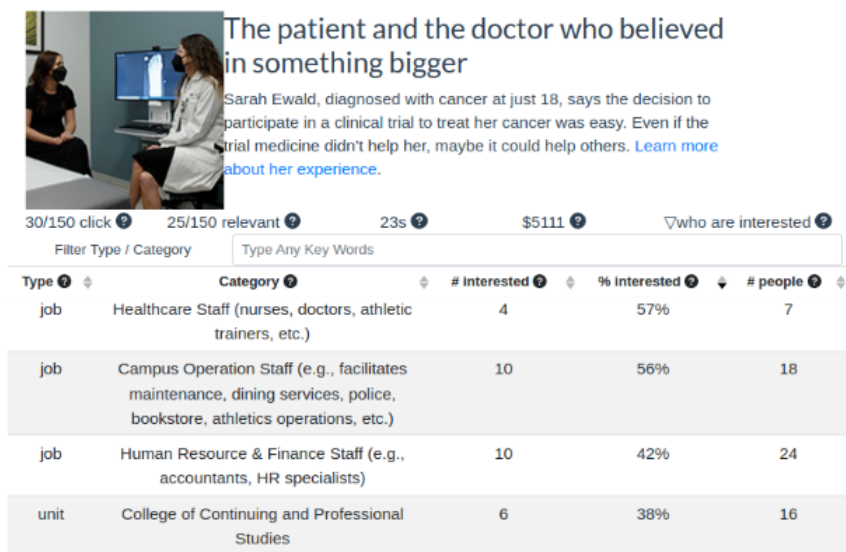 The patient and the doctor who believed
in something bigger
Sarah Ewald, diagnosed with cancer at just 18, says the decision to
participate in a clinical trial to treat her cancer was easy. Even if the
trial medicine didn't help her, maybe it could help others. Learn more
about her experience.
30/150 click ? 25/150 relevant ? 23s ? $5111 ? ▽who are interested ?
Filter Type / Category Type Any Key Words
Type ? Category ? # interested ? % interested ? # people ?
job Healthcare Staff (nurses, doctors, athletic 4 57% 7
trainers, etc.)
job Campus Operation Staff (e.g., facilitates 10 56% 18
maintenance, dining services, police,
bookstore, athletics operations, etc.)
job Human Resource & Finance Staff (e.g., 10 42% 24
accountants, HR specialists)
unit College of Continuing and Professional 6 38% 16
Studies